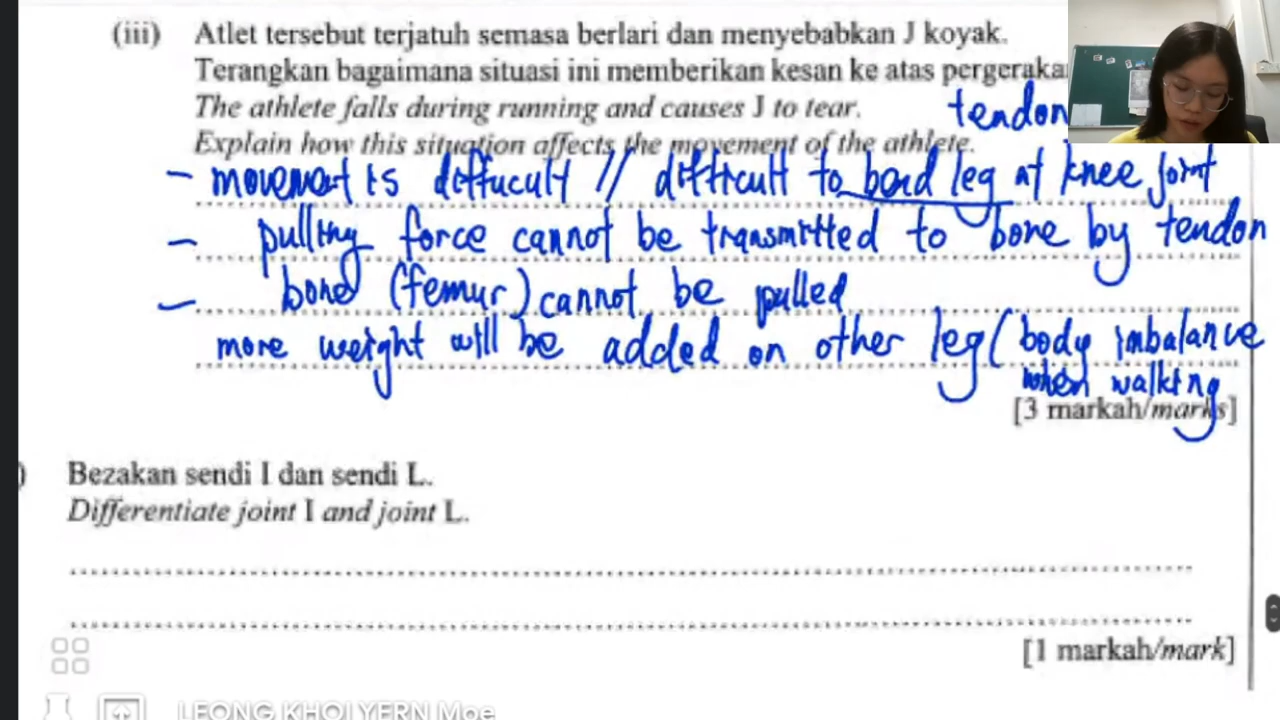 (iii) Atlet tersebut terjatuh semasa berlari dan menyebabkan J koyak.
Terangkan bagaimana situasi ini memberikan kesan ke atas
The athlete falls during running and causes J to tear.
tendon
Explain how this situation affects the movement of the athlete.
- movement is difficult // difficult to bend leg at knee joint
- pulling force cannot be transmitted to bone by tendon
- bone (femur) cannot be pulled
more weight will be added on other leg ( body imbalance
when walking
[3 markah/marks]
) Bezakan sendi I dan sendi L.
Differentiate joint I and joint L.
[1 markah/mark]
LEONG KHOI YERN Moe